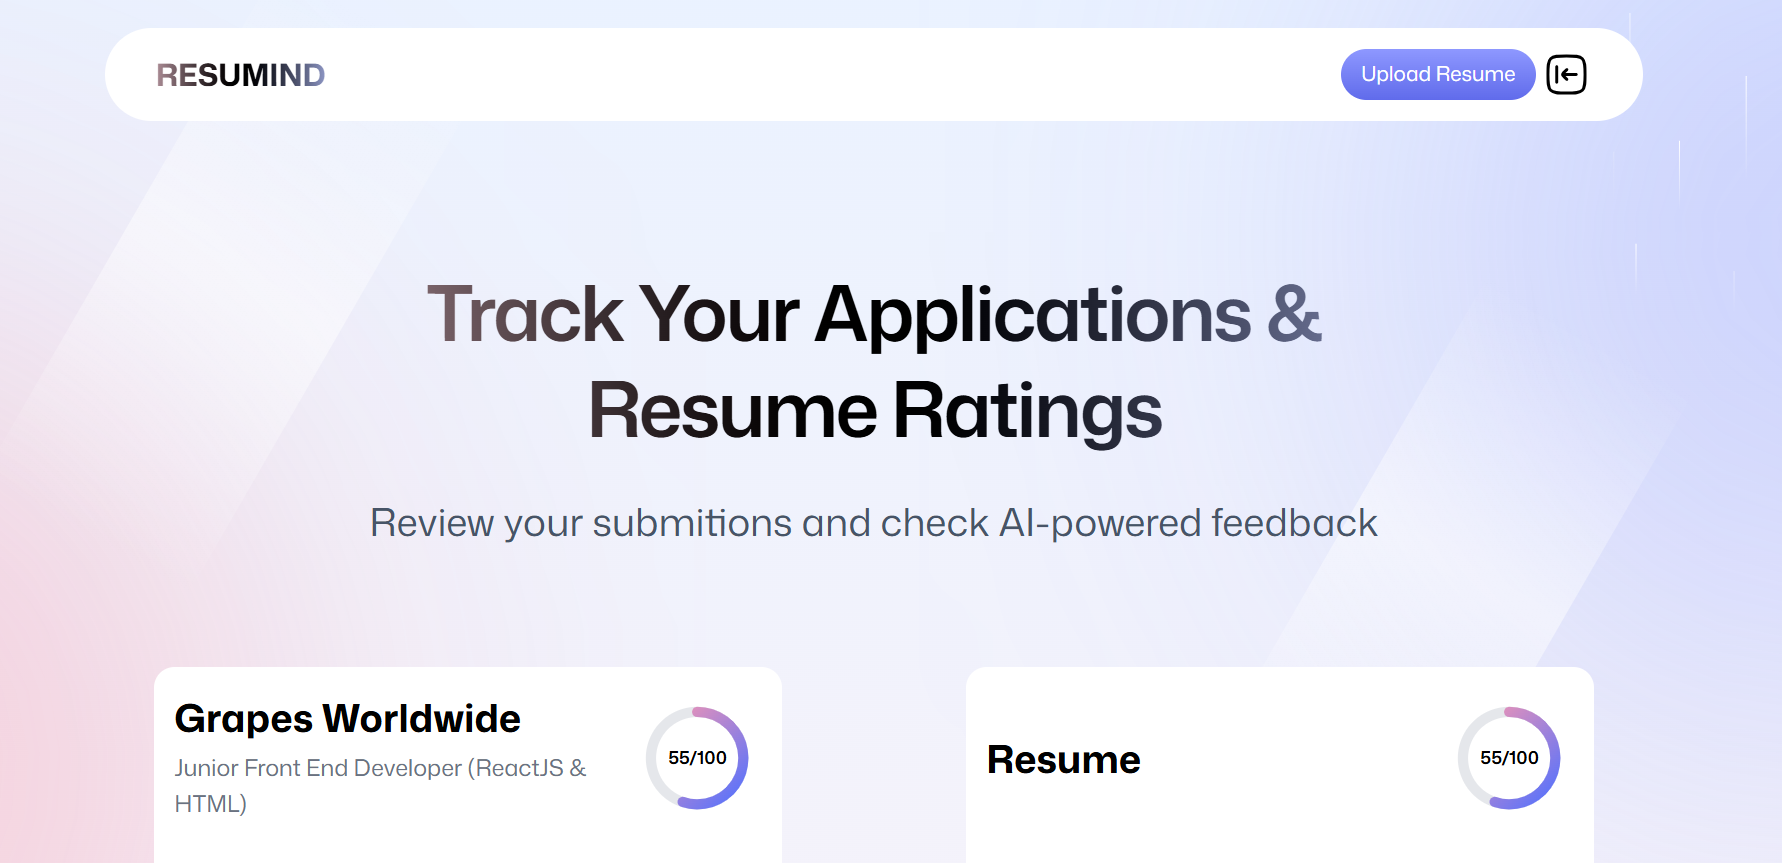 RESUMIND
Upload Resume
Track Your Applications &
Resume Ratings
Review your submitions and check AI-powered feedback
Grapes Worldwide
Junior Front End Developer (ReactJS &
HTML)
55/100
Resume
55/100